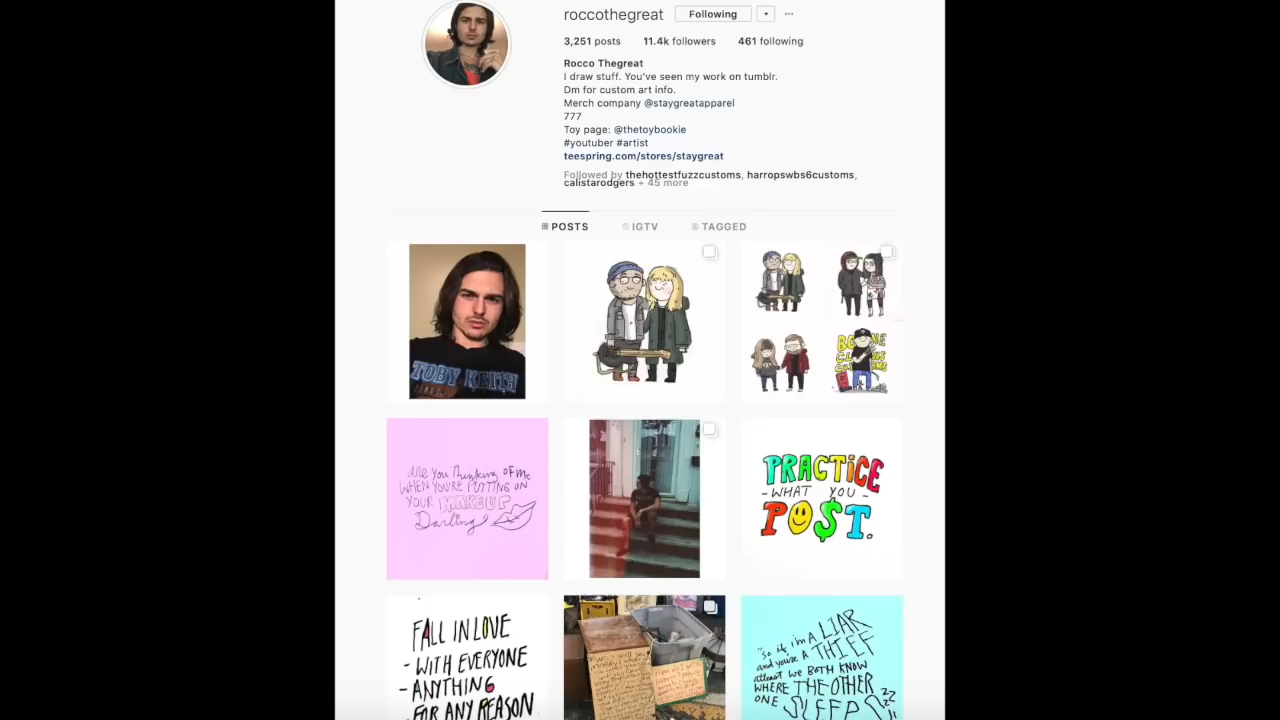 roccothegreat Following
3,251 posts 11.4k followers 461 following
Rocco Thegreat
I draw stuff. You've seen my work on tumblr.
Dm for custom art info.
Merch company @staygreatapparel
777
Toy page: @thetoybookie
#youtuber #artist
teespring.com/stores/staygreat
Followed by thehottestfuzzcustoms, harropswbs6customs,
calistarodgers + 45 more
POSTS IGTV TAGGED
TOBY KEITH
are you thinking OF me
WHEN YOU'RE PUTTING ON
YOUR MAKEUP
Darling
PRACTiCE
-WHAT YOU-
PO$T.
FALL IN LOVE
- WITH EVERYONE
- ANYTHING
- FOR ANY REASON
"So if i'm A LIAR
and you're A THIEF
atleast we BOTH KNOW
WHERE THE OTHER
ONE SLEEPS